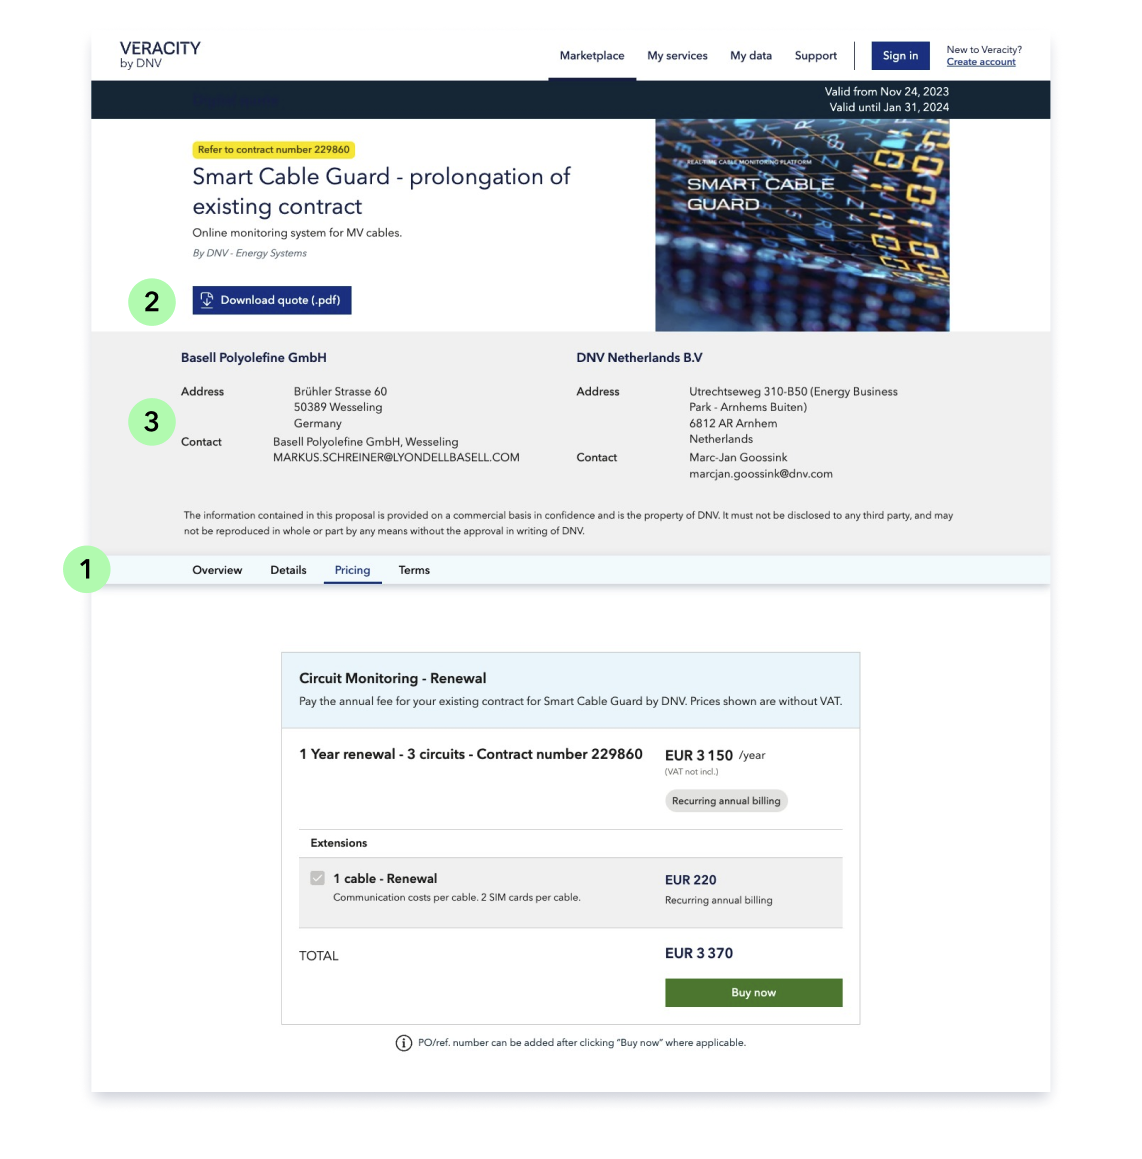 VERACITY
by DNV
Marketplace
My services
My data
Support
Sign in
New to Veracity?
Create account
Valid from Nov 24, 2023
Valid until Jan 31, 2024
Refer to contract number 229860
Smart Cable Guard - prolongation of
existing contract
Online monitoring system for MV cables.
By DNV - Energy Systems
REALTIME CABLE MONITORING PLATFORM
SMART CABLE
GUARD
2
Download quote (.pdf)
Basell Polyolefine GmbH
Address
Brühler Strasse 60
50389 Wesseling
Germany
3
Contact
Basell Polyolefine GmbH, Wesseling
MARKUS.SCHREINER@LYONDELLBASELL.COM
DNV Netherlands B.V
Address
Utrechtseweg 310-B50 (Energy Business
Park - Arnhems Buiten)
6812 AR Arnhem
Netherlands
Contact
Marc-Jan Goossink
marcjan.goossink@dnv.com
The information contained in this proposal is provided on a commercial basis in confidence and is the property of DNV. It must not be disclosed to any third party, and may
not be reproduced in whole or part by any means without the approval in writing of DNV.
1
Overview
Details
Pricing
Terms
Circuit Monitoring - Renewal
Pay the annual fee for your existing contract for Smart Cable Guard by DNV. Prices shown are without VAT.
1 Year renewal - 3 circuits - Contract number 229860
EUR 3 150 /year
(VAT not incl.)
Recurring annual billing
Extensions
1 cable - Renewal
Communication costs per cable. 2 SIM cards per cable.
EUR 220
Recurring annual billing
TOTAL
EUR 3 370
Buy now
PO/ref. number can be added after clicking "Buy now" where applicable.